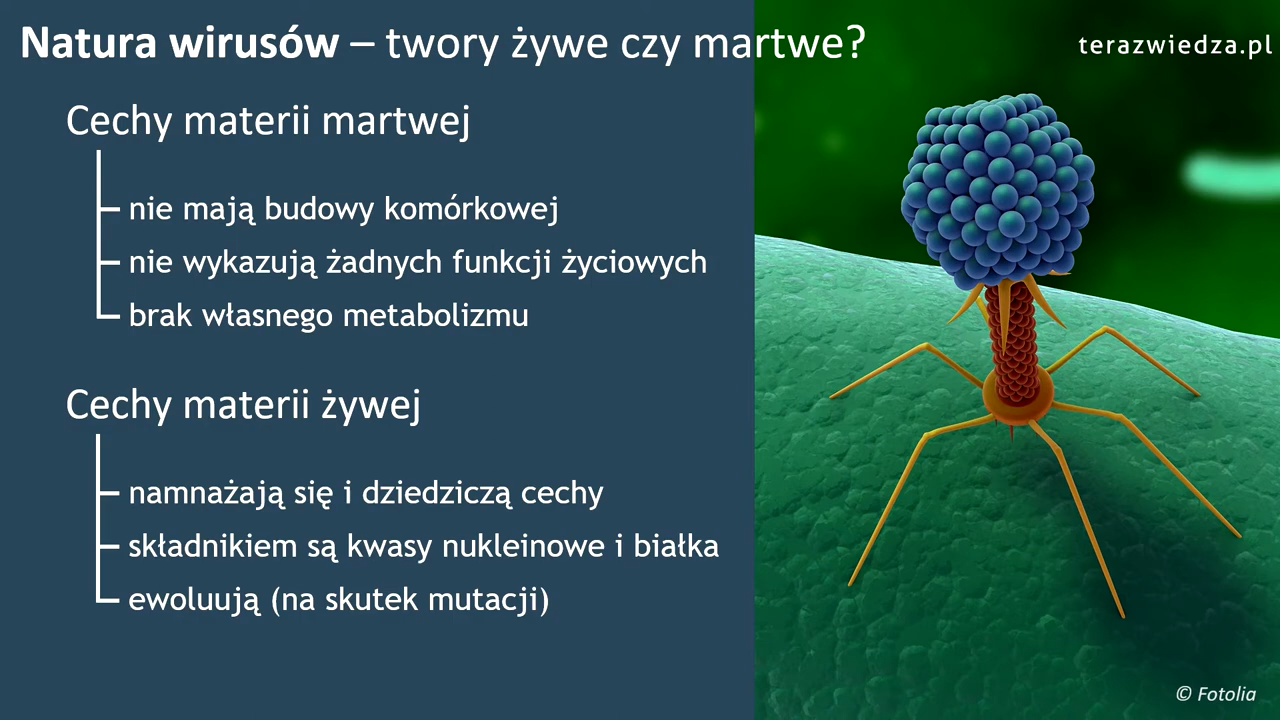 Natura wirusów – twory żywe czy martwe?
terazwiedza.pl
Cechy materii martwej
nie mają budowy komórkowej
nie wykazują żadnych funkcji życiowych
brak własnego metabolizmu
Cechy materii żywej
namnażają się i dziedziczą cechy
składnikiem są kwasy nukleinowe i białka
ewoluują (na skutek mutacji)
© Fotolia